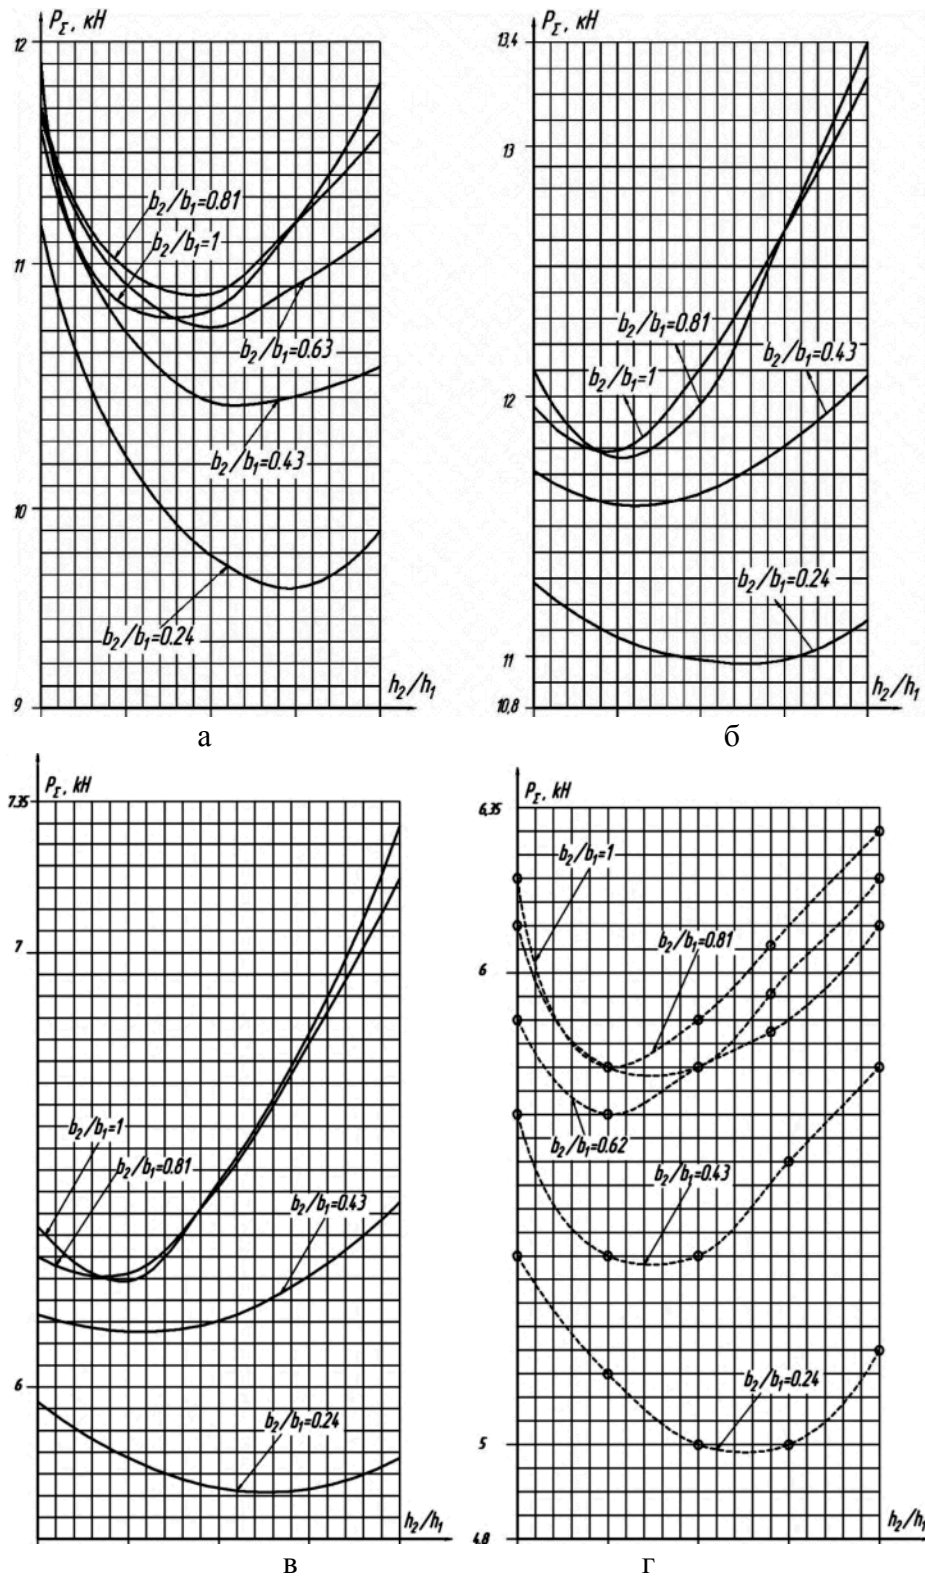 P_Σ, кН
12
11
10
9
b₂/b₁=0.81
b₂/b₁=1
b₂/b₁=0.63
b₂/b₁=0.43
b₂/b₁=0.24
h₂/h₁
а
P_Σ, кН
13,4
13
12
11
10,8
b₂/b₁=0.81
b₂/b₁=0.43
b₂/b₁=1
b₂/b₁=0.24
h₂/h₁
б
P_Σ, кН
7.35
7
6
b₂/b₁=1
b₂/b₁=0.81
b₂/b₁=0.43
b₂/b₁=0.24
h₂/h₁
в
P_Σ, кН
6,35
6
5
4.8
b₂/b₁=1
b₂/b₁=0.81
b₂/b₁=0.62
b₂/b₁=0.43
b₂/b₁=0.24
h₂/h₁
г